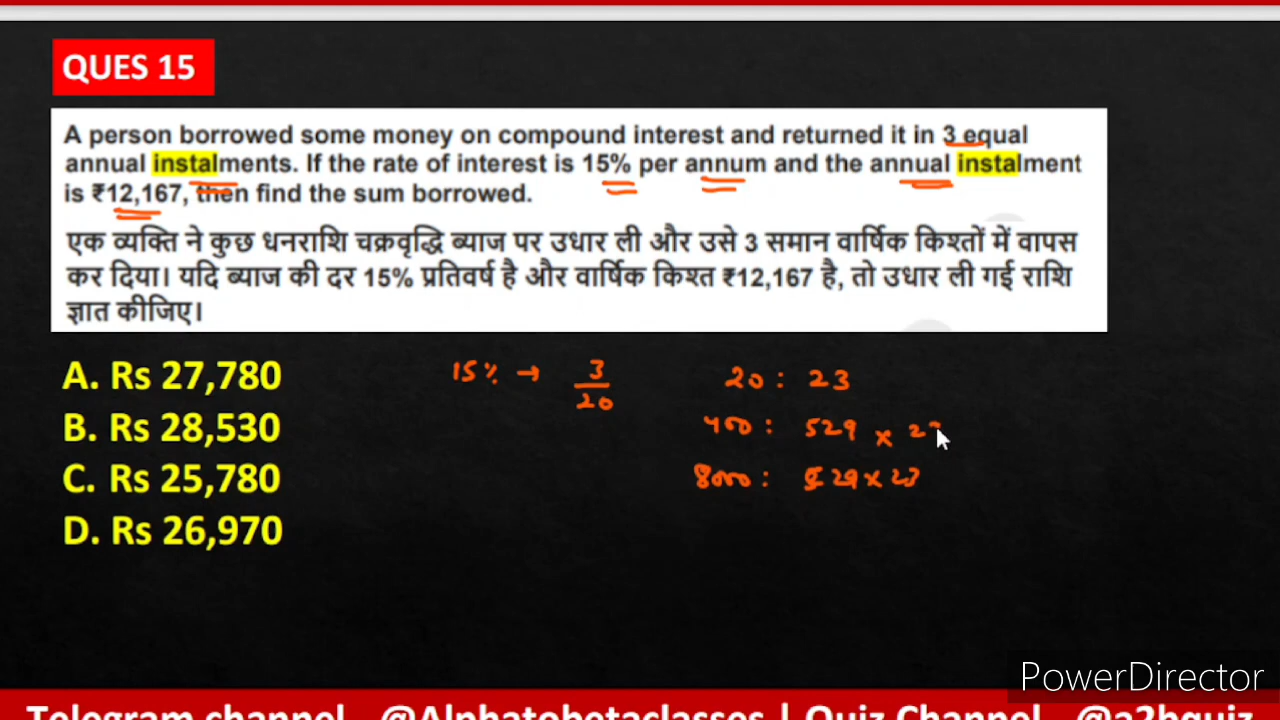 QUES 15
A person borrowed some money on compound interest and returned it in 3 equal
annual instalments. If the rate of interest is 15% per annum and the annual instalment
is ₹12,167, then find the sum borrowed.
एक व्यक्ति ने कुछ धनराशि चक्रवृद्धि ब्याज पर उधार ली और उसे 3 समान वार्षिक किश्तों में वापस
कर दिया। यदि ब्याज की दर 15% प्रतिवर्ष है और वार्षिक किश्त ₹12,167 है, तो उधार ली गई राशि
ज्ञात कीजिए।
A. Rs 27,780
B. Rs 28,530
C. Rs 25,780
D. Rs 26,970
15% → 3/20
20 : 23
400 : 529 ×
8000 : 529 × 23
PowerDirector
Telegram channel - @Alphatobetaclasses | Quiz Channel - @a2bquiz